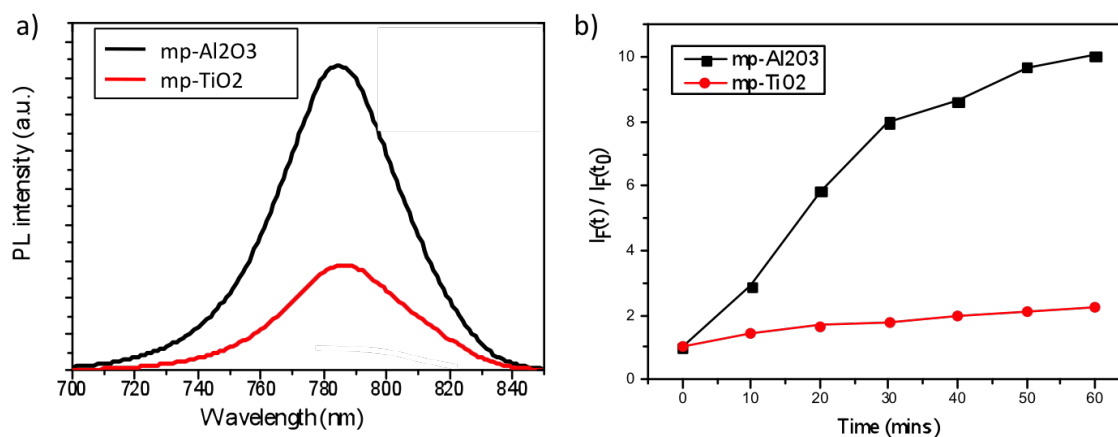 a)
mp-Al2O3
mp-TiO2
PL intensity (a.u.)
700 720 740 760 780 800 820 840
Wavelength (nm)
b)
mp-Al2O3
mp-TiO2
IF(t) / IF(t0)
10
8
6
4
2
0
0 10 20 30 40 50 60
Time (mins)